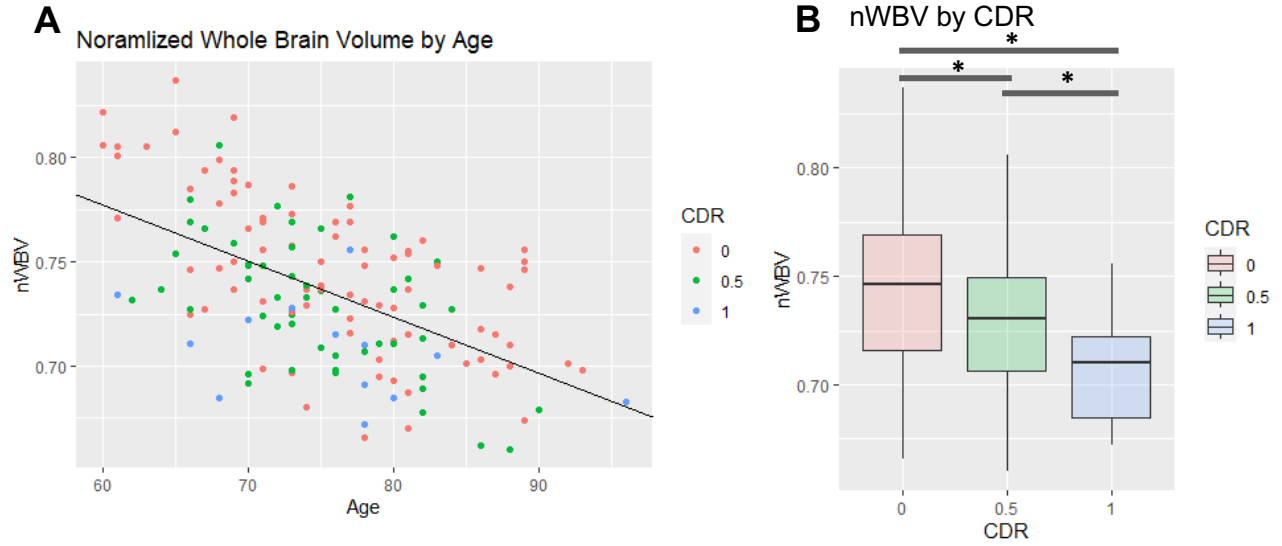 A
Noramlized Whole Brain Volume by Age
nWBV
0.80
0.75
0.70
60 70 80 90
Age
CDR
0
0.5
1
B nWBV by CDR
*
* *
nWBV
0.80
0.75
0.70
0 0.5 1
CDR
CDR
0
0.5
1